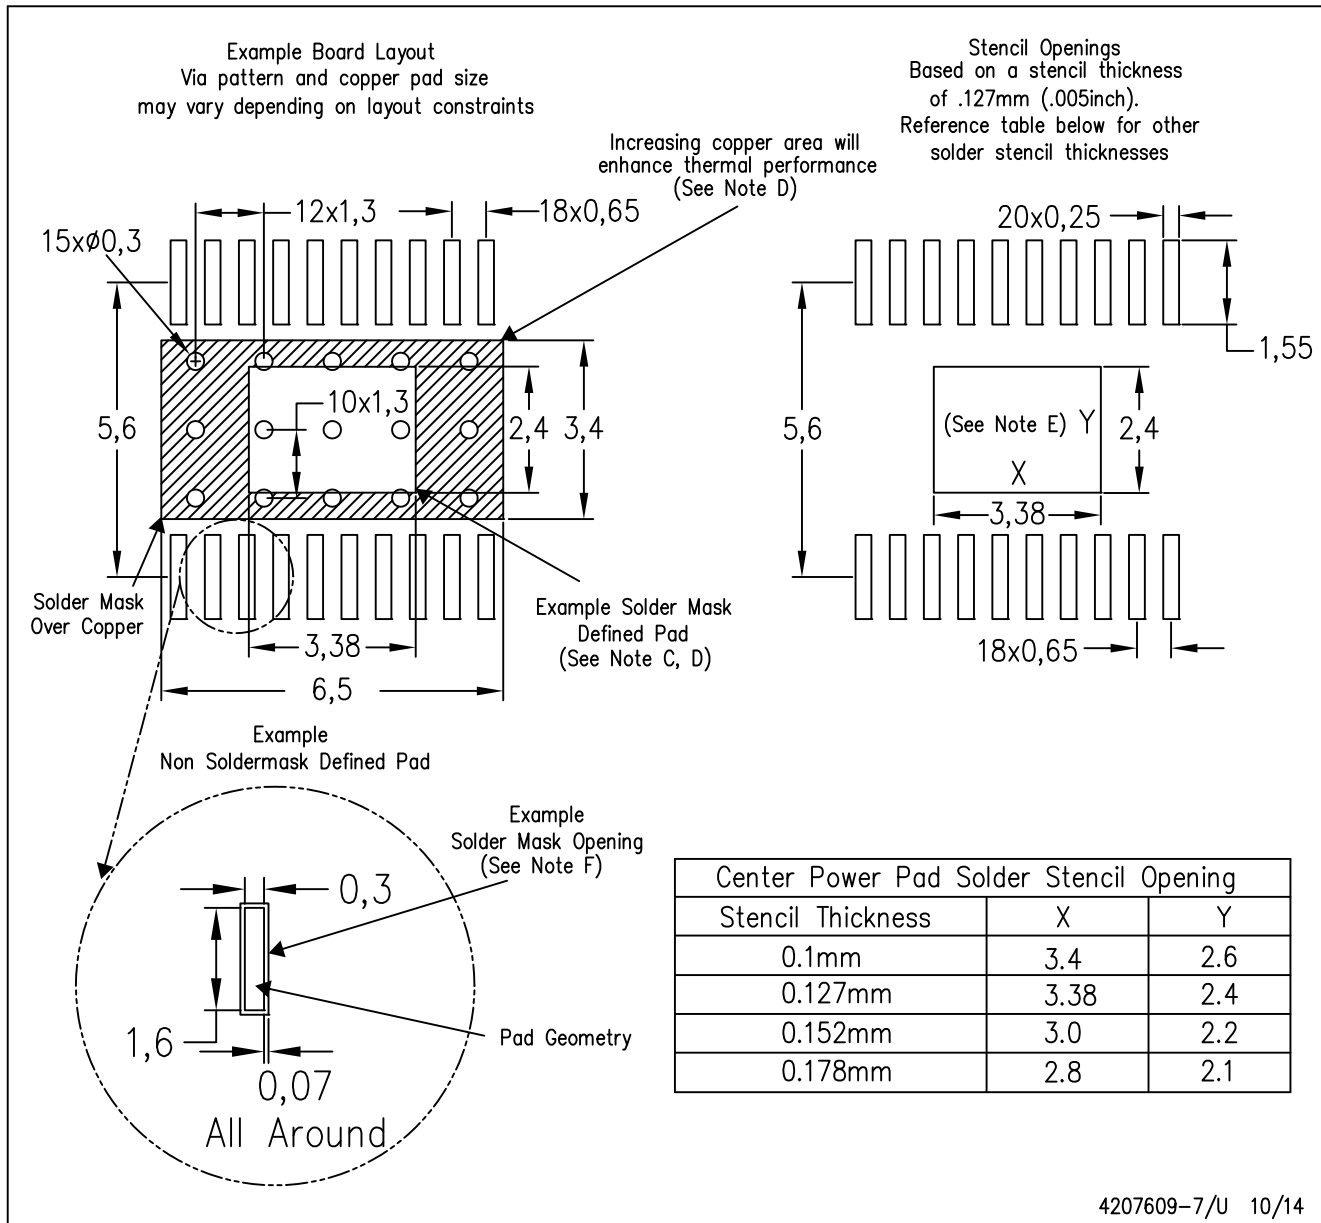 Example Board Layout
Via pattern and copper pad size
may vary depending on layout constraints
Stencil Openings
Based on a stencil thickness
of .127mm (.005inch).
Reference table below for other
solder stencil thicknesses
Increasing copper area will
enhance thermal performance
(See Note D)
12x1,3
18x0,65
15xø0,3
5,6
10x1,3
2,4
3,4
Solder Mask
Over Copper
3,38
6,5
Example Solder Mask
Defined Pad
(See Note C, D)
20x0,25
1,55
5,6
(See Note E)
Y
X
2,4
3,38
18x0,65
Example
Non Soldermask Defined Pad
Example
Solder Mask Opening
(See Note F)
0,3
1,6
Pad Geometry
0,07
All Around
Center Power Pad Solder Stencil Opening
Stencil Thickness X Y
0.1mm 3.4 2.6
0.127mm 3.38 2.4
0.152mm 3.0 2.2
0.178mm 2.8 2.1
4207609-7/U 10/14